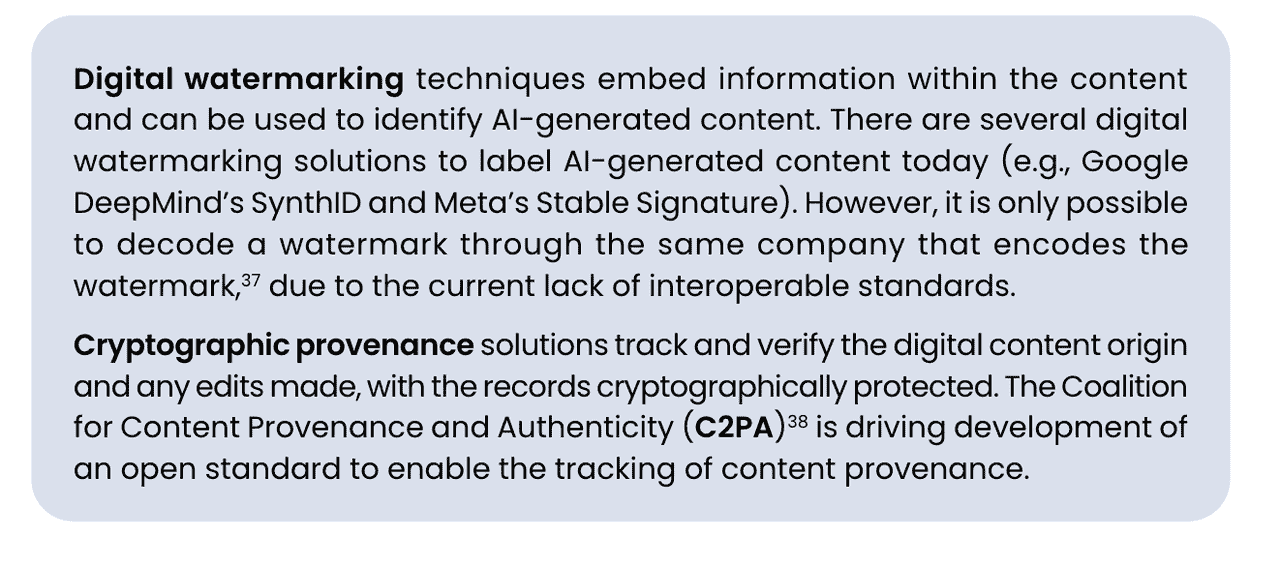 Digital watermarking techniques embed information within the content
and can be used to identify AI-generated content. There are several digital
watermarking solutions to label AI-generated content today (e.g., Google
DeepMind’s SynthID and Meta’s Stable Signature). However, it is only possible
to decode a watermark through the same company that encodes the
watermark,³⁷ due to the current lack of interoperable standards.
Cryptographic provenance solutions track and verify the digital content origin
and any edits made, with the records cryptographically protected. The Coalition
for Content Provenance and Authenticity (C2PA)³⁸ is driving development of
an open standard to enable the tracking of content provenance.